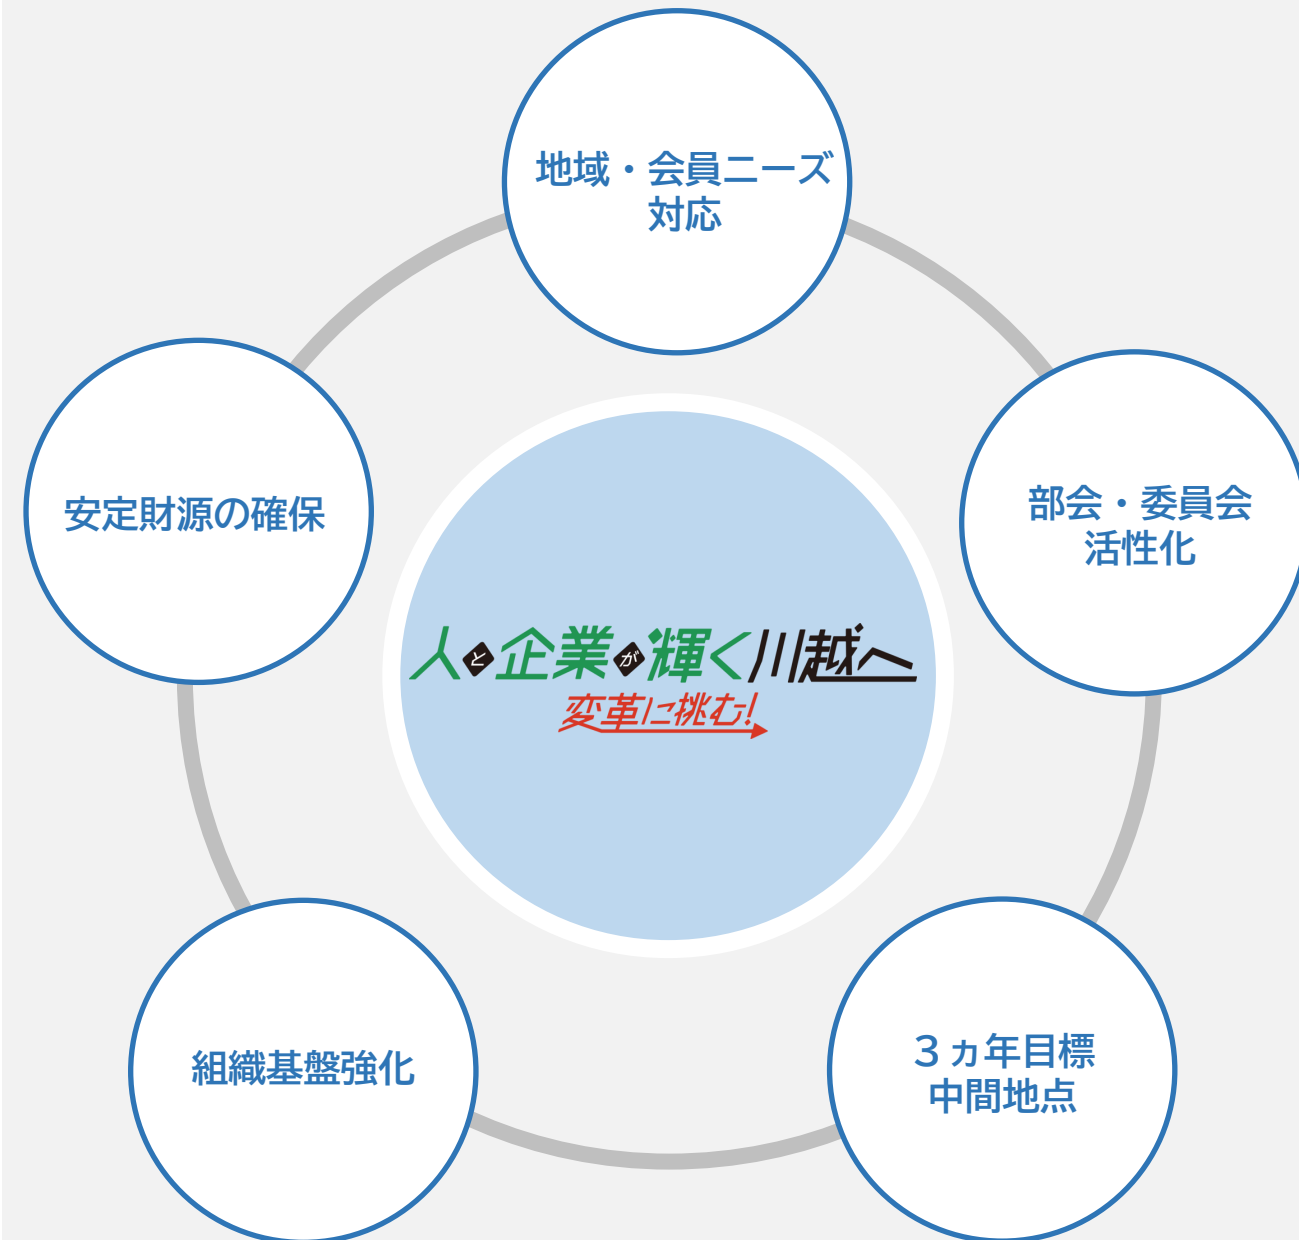 地域・会員ニーズ
対応
安定財源の確保
部会・委員会
活性化
人と企業が輝く川越へ
変革に挑む!
組織基盤強化
３ヵ年目標
中間地点